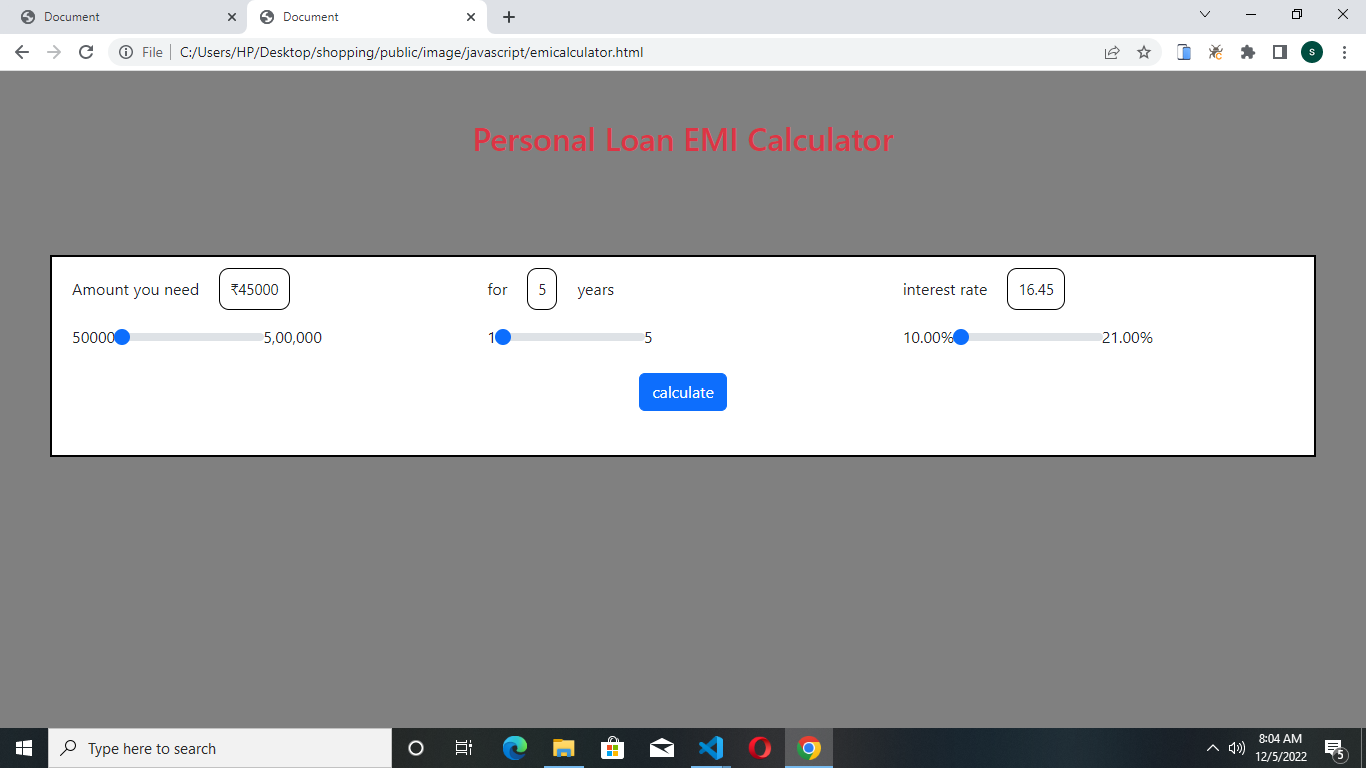 Document
Document
File
C:/Users/HP/Desktop/shopping/public/image/javascript/emicalculator.html
s
Personal Loan EMI Calculator
Amount you need ₹45000 for 5 years interest rate 16.45
50000 5,00,000 1 5 10.00% 21.00%
calculate
Type here to search
8:04 AM
12/5/2022
5